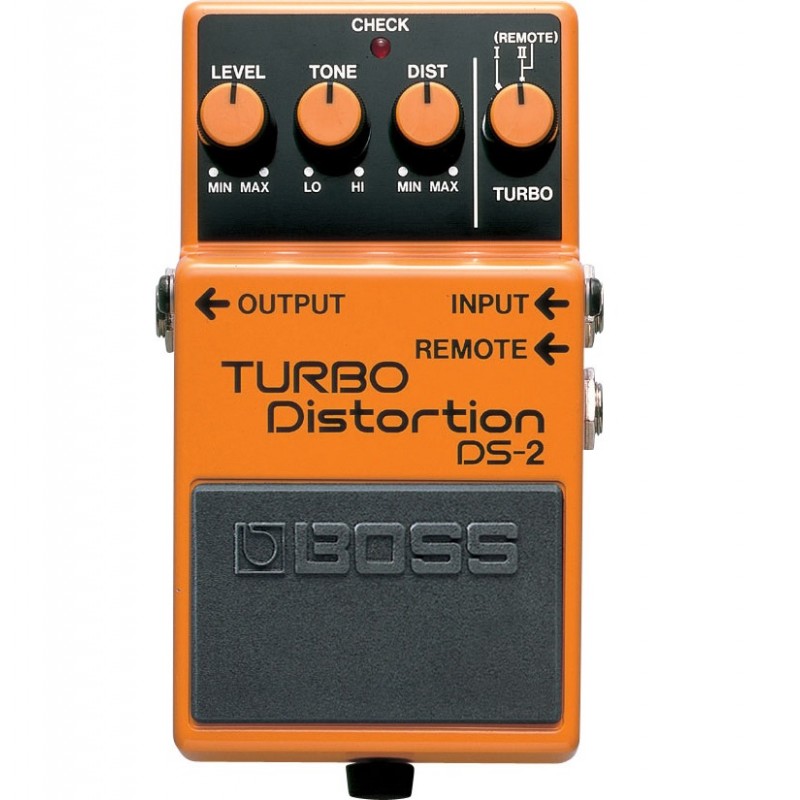 CHECK
(REMOTE)
I II
LEVEL TONE DIST
MIN MAX LO HI MIN MAX
TURBO
OUTPUT INPUT
REMOTE
TURBO
Distortion
DS-2
BOSS